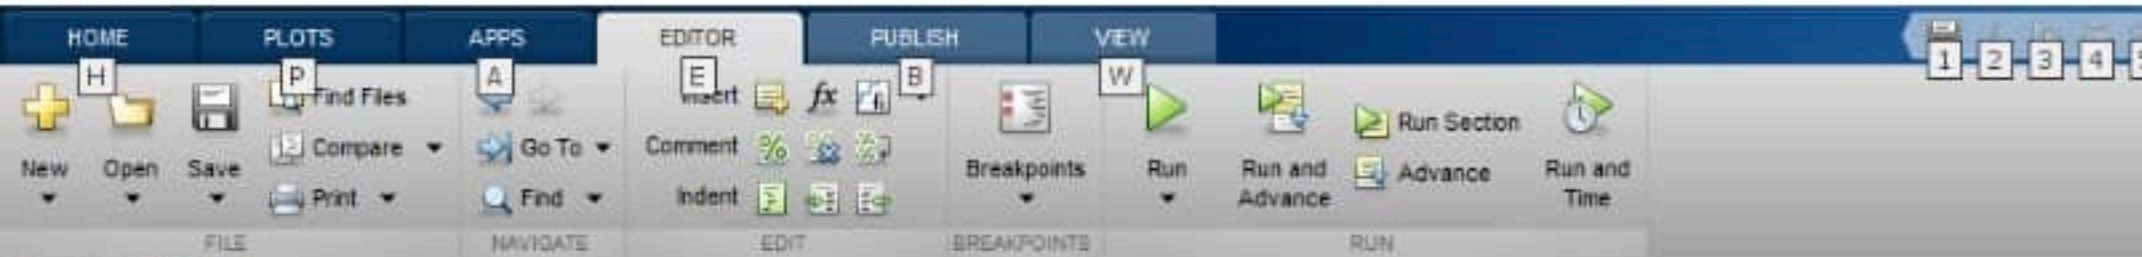 HOME PLOTS APPS EDITOR PUBLISH VIEW
H P A E B W 1 2 3 4
Find Files Insert fx
Compare Go To Comment % Run Section
New Open Save Breakpoints Run Run and Advance Advance Run and Time
Print Find Indent
FILE NAVIGATE EDIT BREAKPOINTS RUN